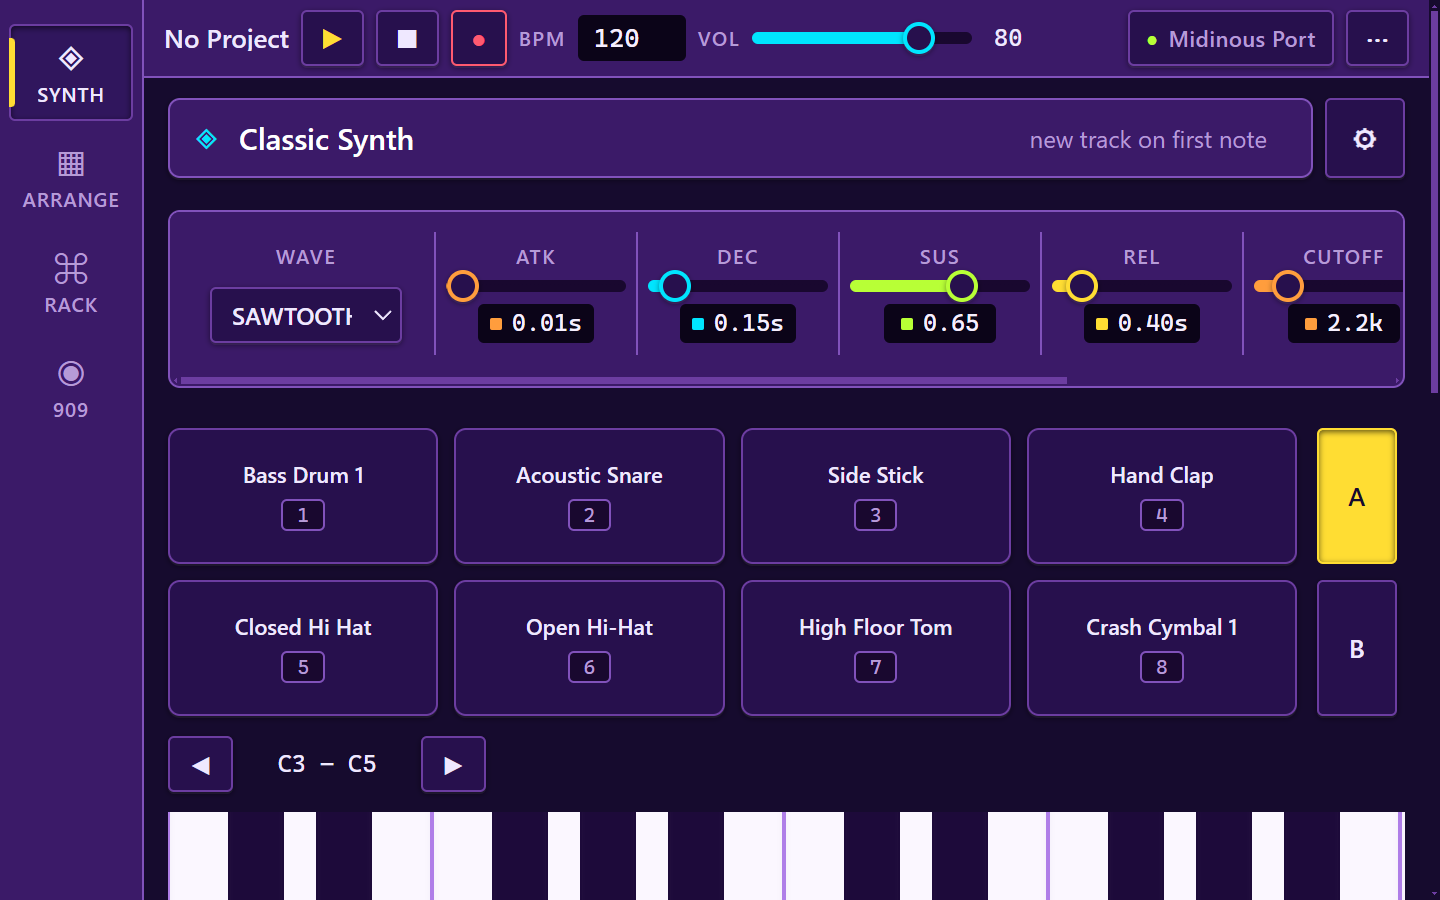 No Project
BPM 120 VOL 80
Midinous Port
...
SYNTH
ARRANGE
RACK
909
Classic Synth
new track on first note
WAVE
ATK
DEC
SUS
REL
CUTOFF
0.01s
0.15s
0.65
0.40s
2.2k
Bass Drum 1
1
Acoustic Snare
2
Side Stick
3
Hand Clap
4
A
Closed Hi Hat
5
Open Hi-Hat
6
High Floor Tom
7
Crash Cymbal 1
8
B
C3 – C5